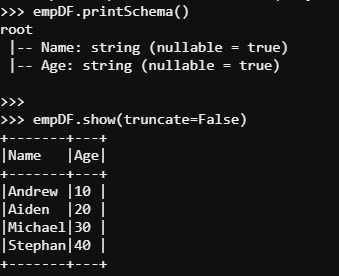 >>> empDF.printSchema()
root
 |-- Name: string (nullable = true)
 |-- Age: string (nullable = true)

>>>
>>> empDF.show(truncate=False)
+-------+---+
|Name   |Age|
+-------+---+
|Andrew |10 |
|Aiden  |20 |
|Michael|30 |
|Stephan|40 |
+-------+---+